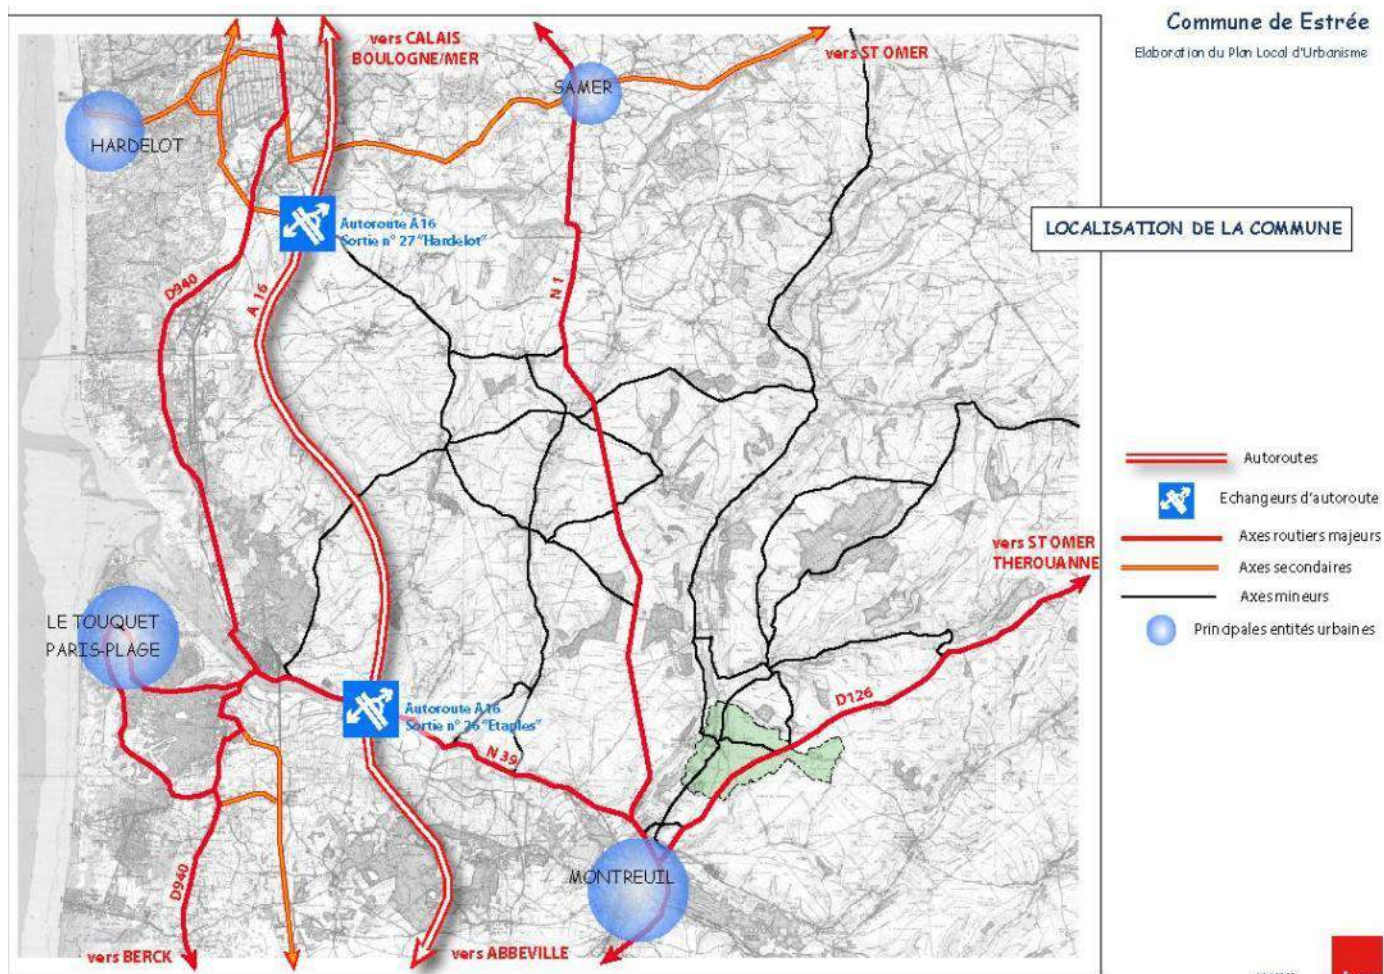 Commune de Estrée
Elaboration du Plan Local d'Urbanisme
LOCALISATION DE LA COMMUNE
vers CALAIS
BOULOGNE/MER
vers ST OMER
SAMER
HARDELOT
Autoroute A16
Sortie n° 27 "Hardelot"
D940
A 16
N 1
vers ST OMER
THEROUANNE
LE TOUQUET
PARIS-PLAGE
Autoroute A16
Sortie n° 26 "Etaples"
D126
N 39
MONTREUIL
D940
vers BERCK
vers ABBEVILLE
Autoroutes
Echangeurs d'autoroute
Axes routiers majeurs
Axes secondaires
Axes mineurs
Principales entités urbaines